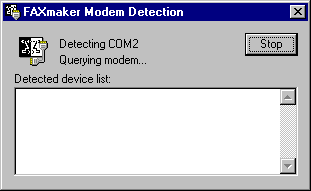 FAXmaker Modem Detection
Detecting COM2
Stop
Querying modem...
Detected device list: